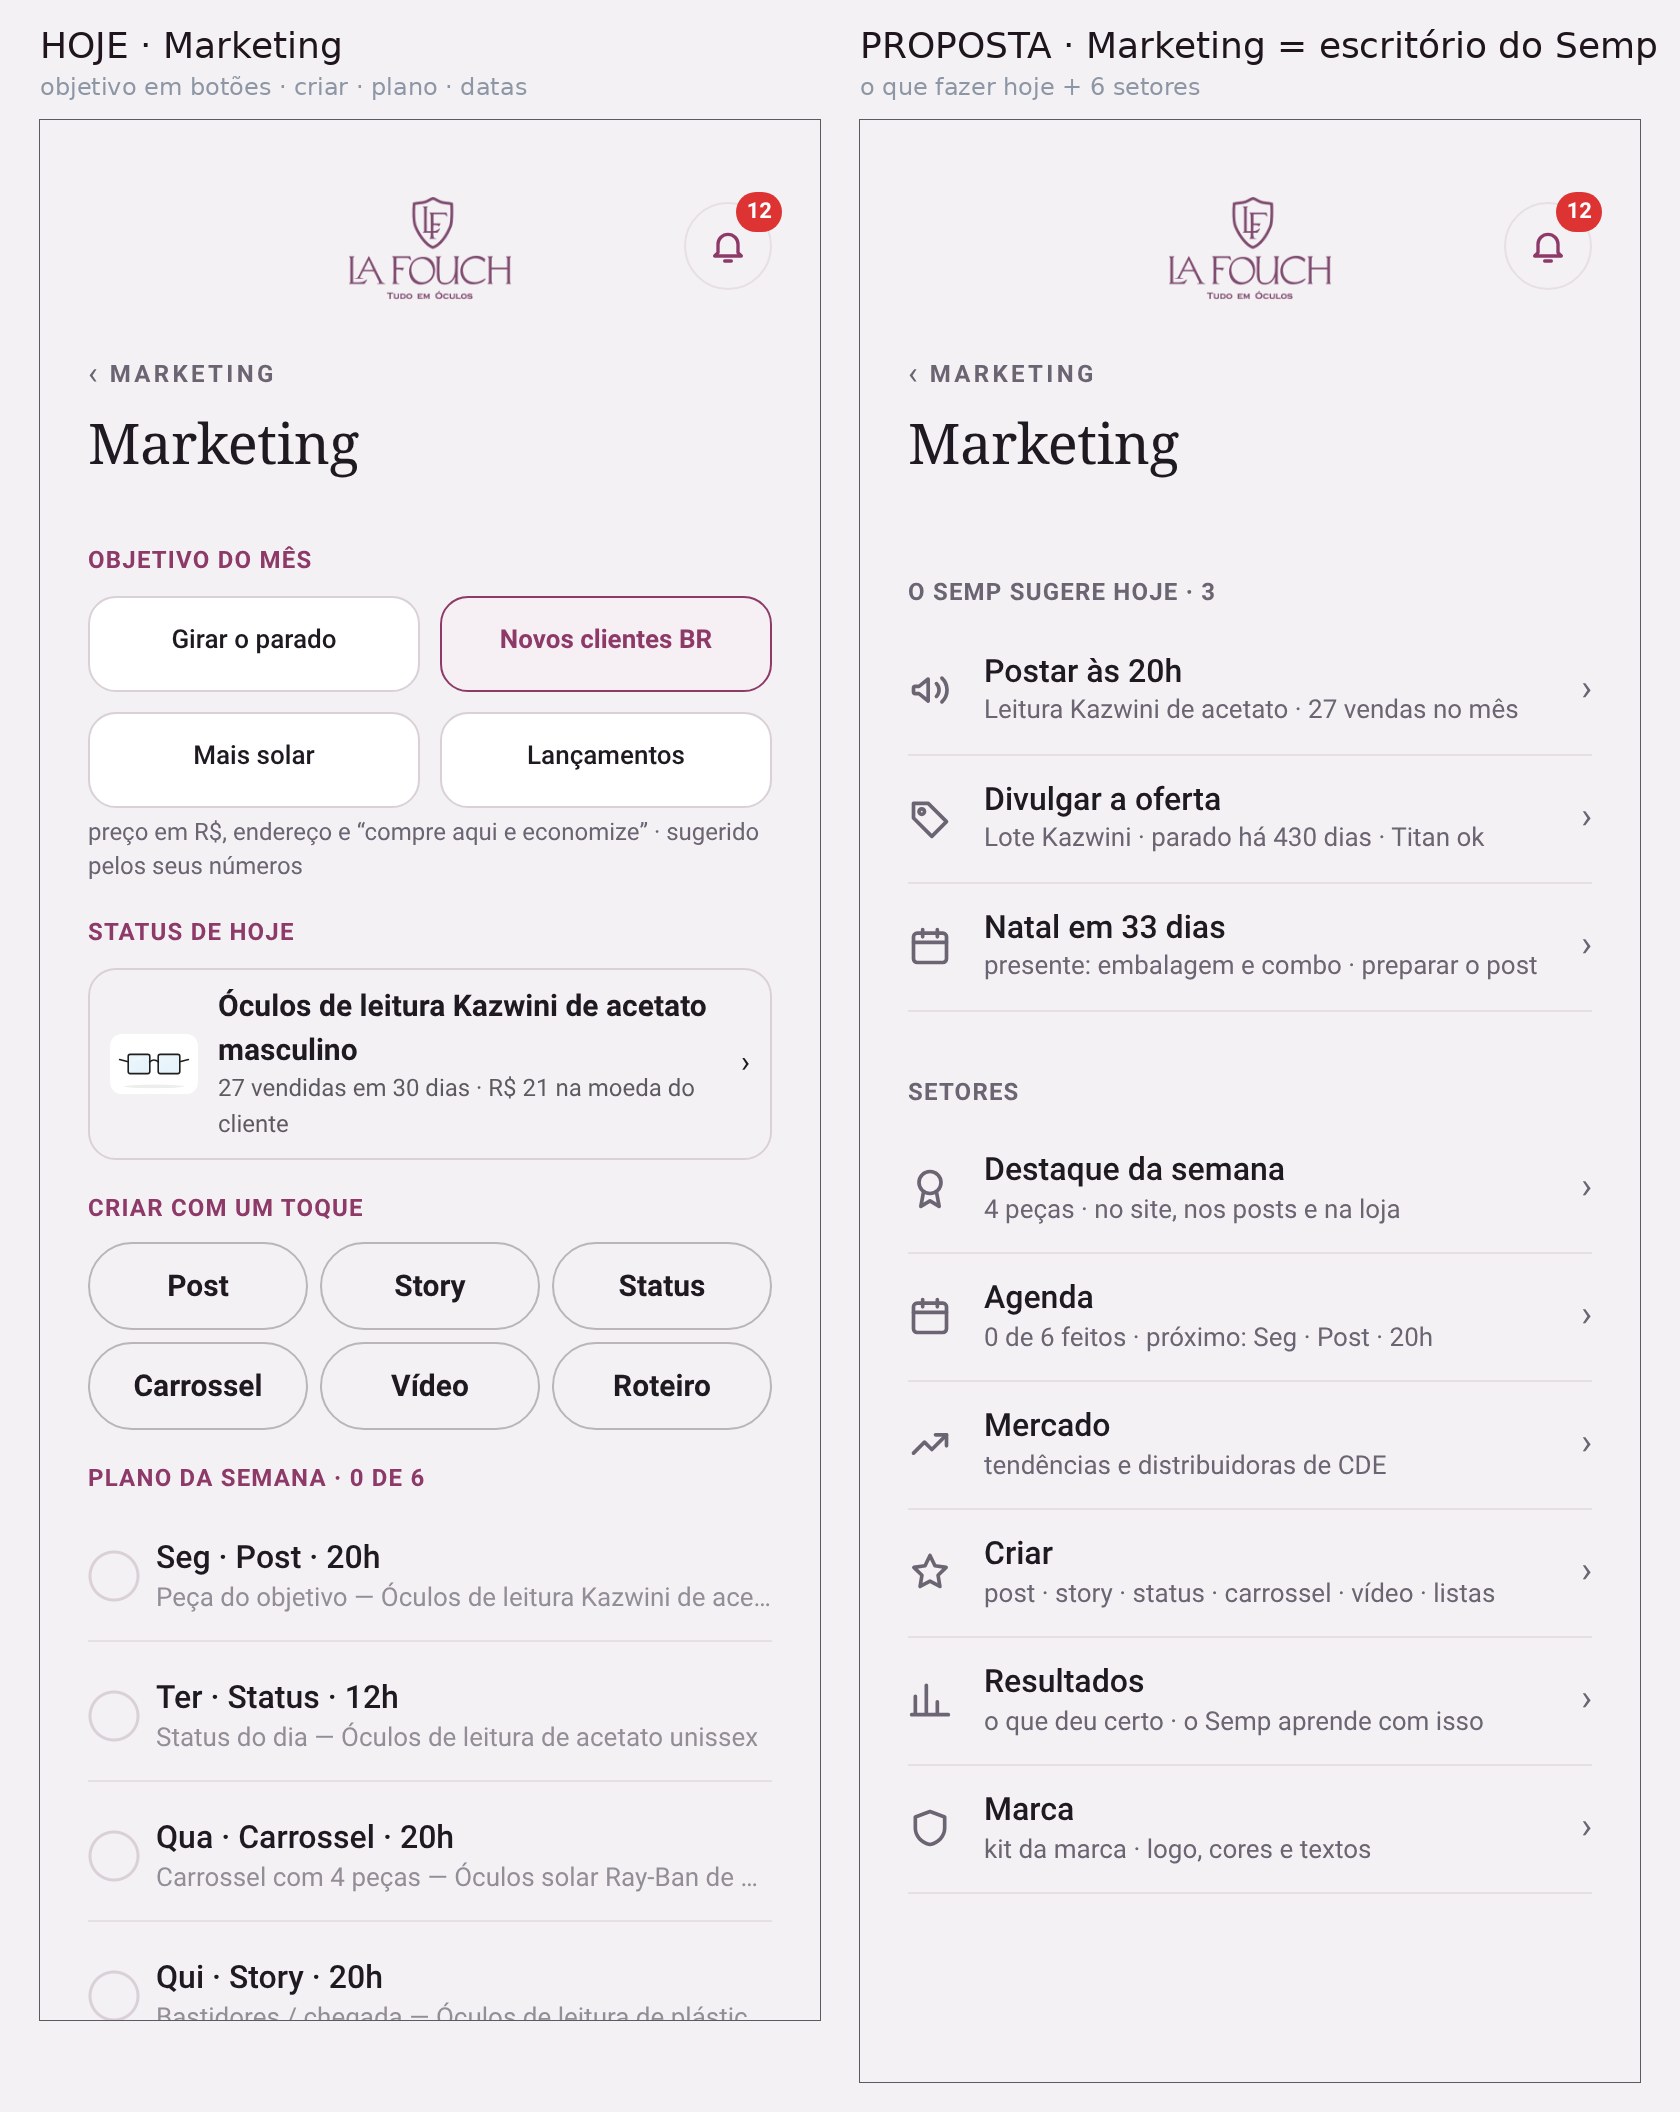 HOJE · Marketing
objetivo em botões · criar · plano · datas
LF
LA FOUCH
TUDO EM ÓCULOS
12
‹ MARKETING
Marketing
OBJETIVO DO MÊS
Girar o parado
Novos clientes BR
Mais solar
Lançamentos
preço em R$, endereço e “compre aqui e economize” · sugerido
pelos seus números
STATUS DE HOJE
Óculos de leitura Kazwini de acetato
masculino
27 vendidas em 30 dias · R$ 21 na moeda do
cliente
›
CRIAR COM UM TOQUE
Post
Story
Status
Carrossel
Vídeo
Roteiro
PLANO DA SEMANA · 0 DE 6
Seg · Post · 20h
Peça do objetivo — Óculos de leitura Kazwini de ace...
Ter · Status · 12h
Status do dia — Óculos de leitura de acetato unissex
Qua · Carrossel · 20h
Carrossel com 4 peças — Óculos solar Ray-Ban de ...
Qui · Story · 20h
Bastidores / chegada — Óculos de leitura de plástic
PROPOSTA · Marketing = escritório do Semp
o que fazer hoje + 6 setores
LF
LA FOUCH
TUDO EM ÓCULOS
12
‹ MARKETING
Marketing
O SEMP SUGERE HOJE · 3
Postar às 20h
Leitura Kazwini de acetato · 27 vendas no mês
›
Divulgar a oferta
Lote Kazwini · parado há 430 dias · Titan ok
›
Natal em 33 dias
presente: embalagem e combo · preparar o post
›
SETORES
Destaque da semana
4 peças · no site, nos posts e na loja
›
Agenda
0 de 6 feitos · próximo: Seg · Post · 20h
›
Mercado
tendências e distribuidoras de CDE
›
Criar
post · story · status · carrossel · vídeo · listas
›
Resultados
o que deu certo · o Semp aprende com isso
›
Marca
kit da marca · logo, cores e textos
›